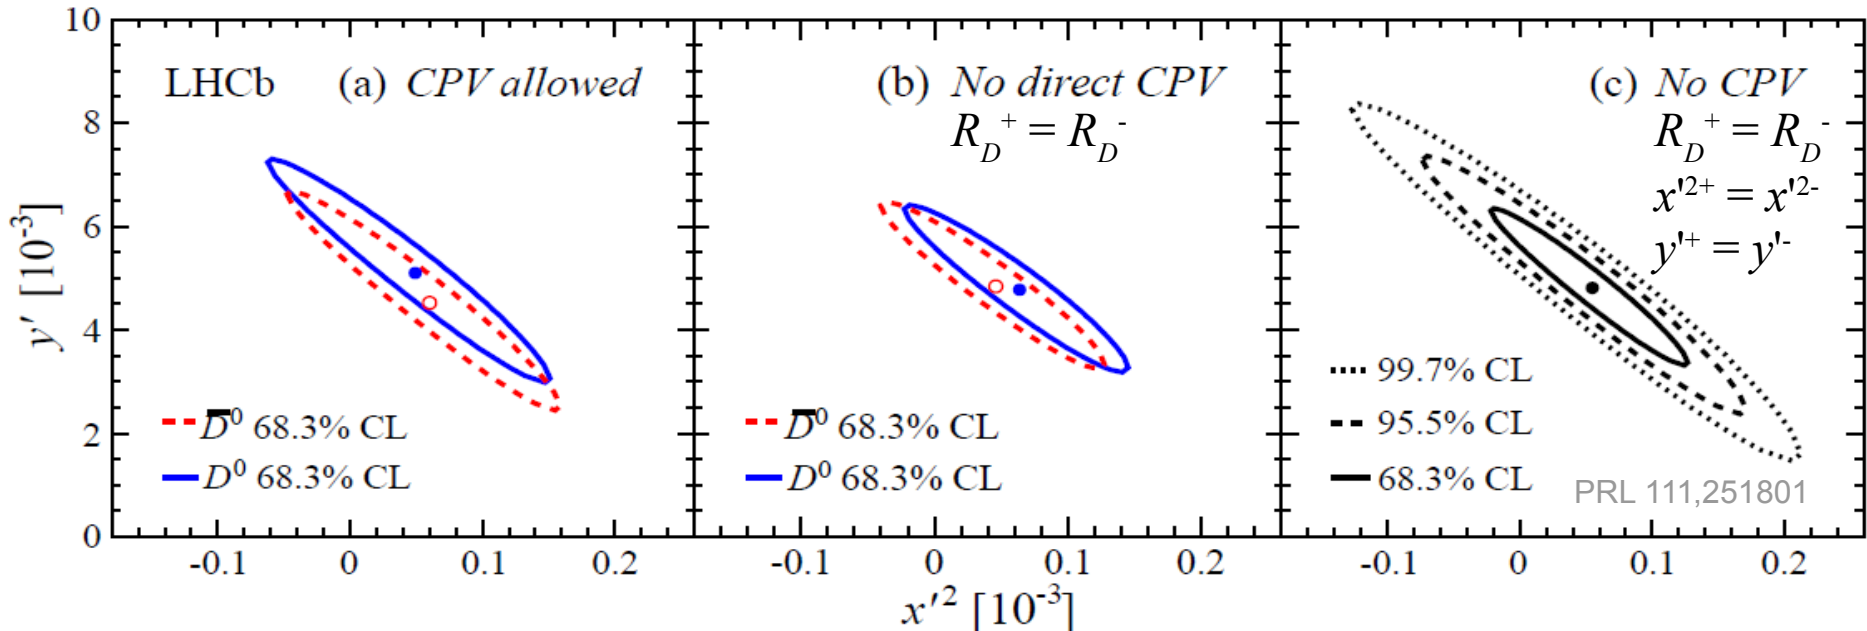 10
8
6
4
2
0
y′ [10⁻³]
LHCb (a) CPV allowed
D̅⁰ 68.3% CL
D⁰ 68.3% CL
-0.1 0 0.1 0.2
(b) No direct CPV
R_D⁺ = R_D⁻
D̅⁰ 68.3% CL
D⁰ 68.3% CL
-0.1 0 0.1 0.2
(c) No CPV
R_D⁺ = R_D⁻
x'²⁺ = x'²⁻
y'⁺ = y'⁻
99.7% CL
95.5% CL
68.3% CL
PRL 111,251801
-0.1 0 0.1 0.2
x′² [10⁻³]